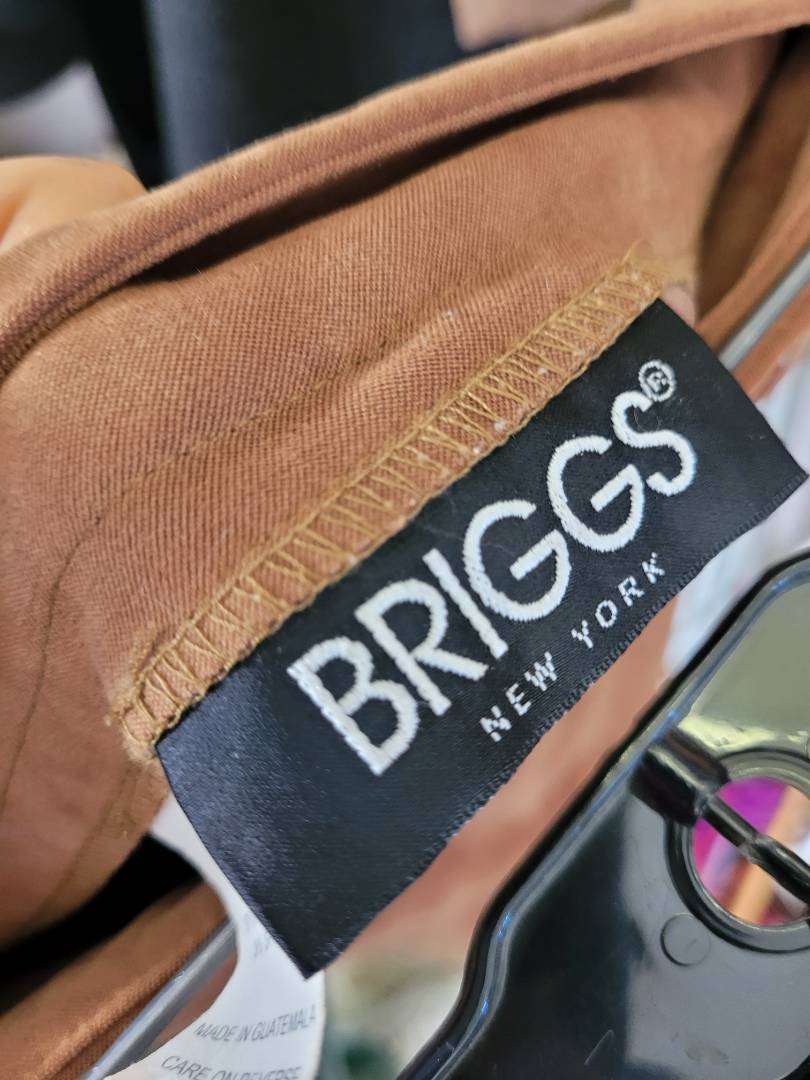 BRIGGS®
NEW YORK
MADE IN GUATEMALA
CARE ON REVERSE